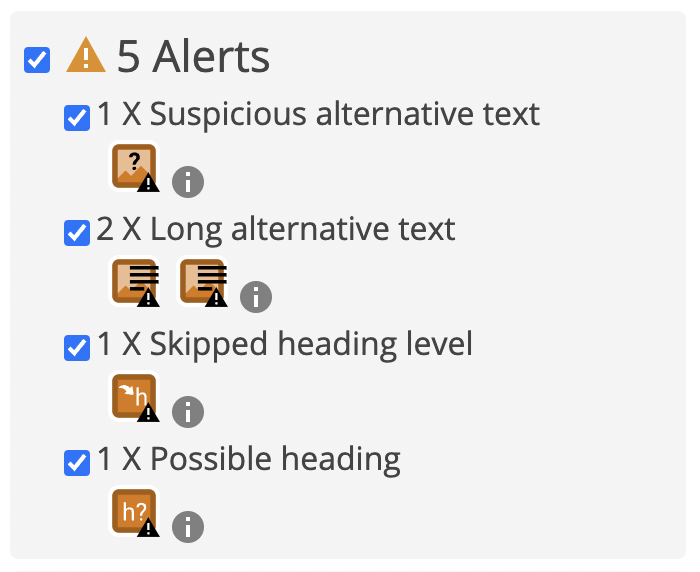 5 Alerts
1 X Suspicious alternative text
?
2 X Long alternative text
1 X Skipped heading level
h
1 X Possible heading
h?